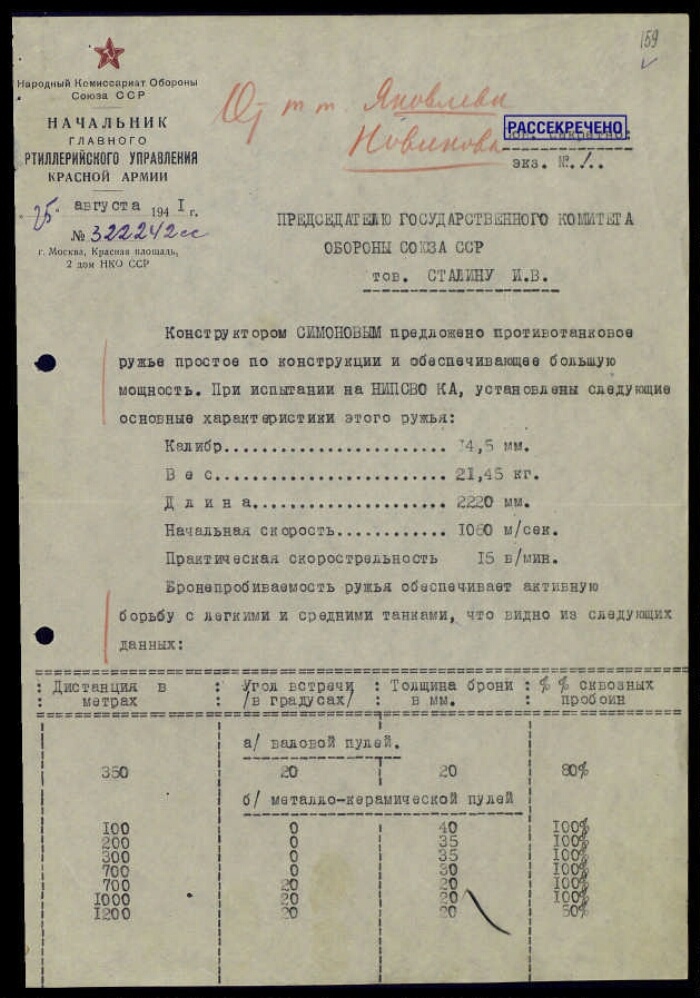 159
Народный Комиссариат Обороны
Союза ССР
НАЧАЛЬНИК
ГЛАВНОГО
РТИЛЛЕРИЙСКОГО УПРАВЛЕНИЯ
КРАСНОЙ АРМИИ
25 августа 1941 г.
№ 322242сс
г. Москва, Красная площадь,
2 дом НКО ССР
От т т. Яковлева
Новикова
РАССЕКРЕЧЕНО
Секретно:
экз. №.1..
ПРЕДСЕДАТЕЛЮ ГОСУДАРСТВЕННОГО КОМИТЕТА
ОБОРОНЫ СОЮЗА ССР
тов. СТАЛИНУ И.В.
Конструктором СИМОНОВЫМ предложено противотанковое
ружье простое по конструкции и обеспечивающее большую
мощность. При испытании на НИПСВО КА, установлены следующие
основные характеристики этого ружья:
Калибр........................ 14,5 мм.
В е с......................... 21,45 кг.
Д л и н а..................... 2220 мм.
Начальная скорость............ 1060 м/сек.
Практическая скорострельность 15 в/мин.
Бронепробиваемость ружья обеспечивает активную
борьбу с легкими и средними танками, что видно из следующих
данных:
: Дистанция в : Угол встречи : Толщина брони : % % сквозных
: метрах : /в градусах/ : в мм. : пробоин
а/ валовой пулей.
350 20 20 80%
б/ металло-керамической пулей
100 0 40 100%
200 0 35 100%
300 0 35 100%
700 0 30 100%
700 20 20 100%
1000 20 20 100%
1200 20 20 50%